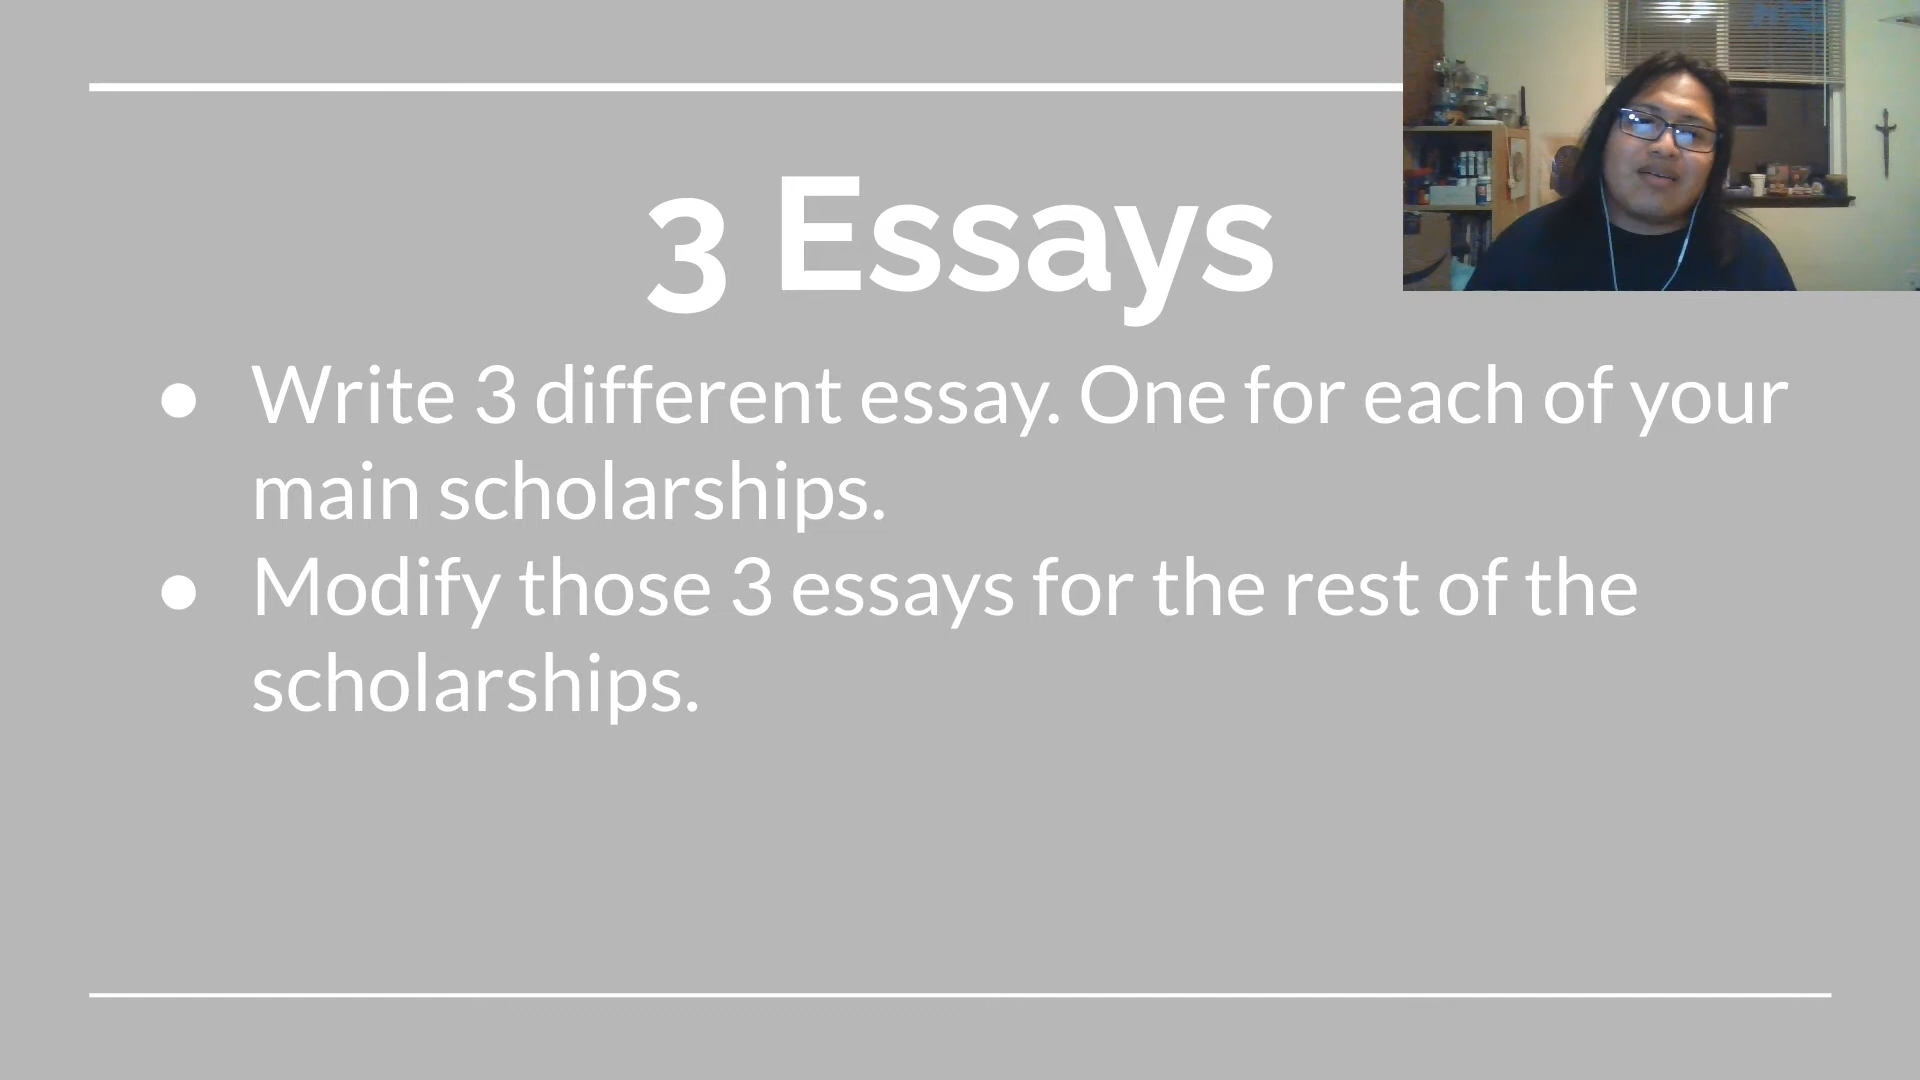 3 Essays
● Write 3 different essay. One for each of your
main scholarships.
● Modify those 3 essays for the rest of the
scholarships.